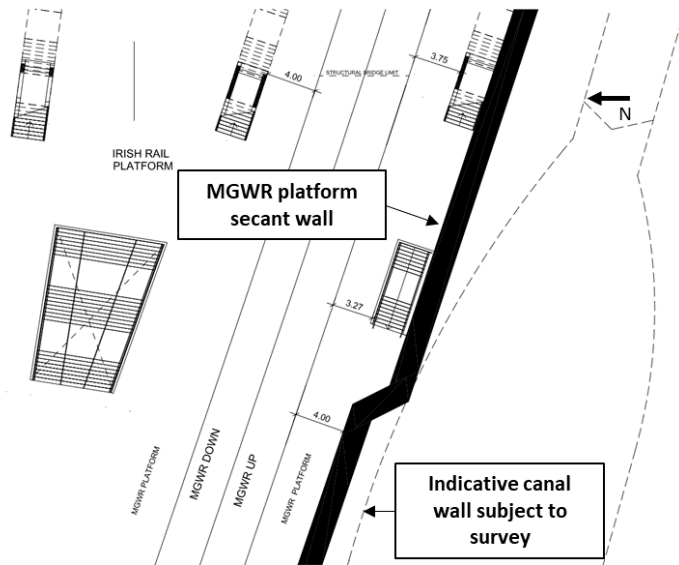 4.00
3.75
STRUCTURAL BRIDGE UNIT
N
IRISH RAIL
PLATFORM
MGWR platform
secant wall
3.27
4.00
MGWR PLATFORM
MGWR DOWN
MGWR UP
MGWR PLATFORM
Indicative canal
wall subject to
survey